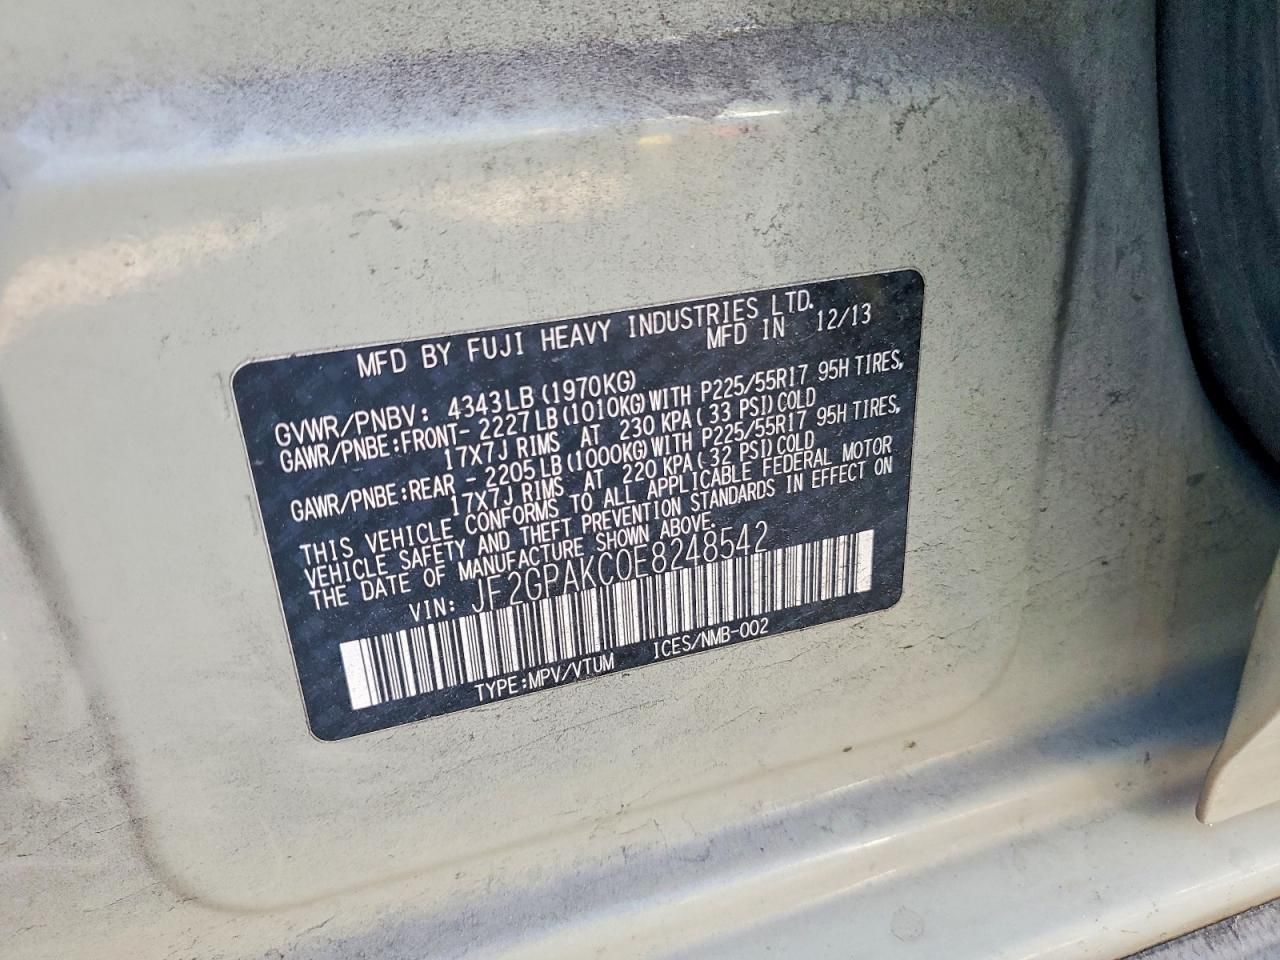 MFD BY FUJI HEAVY INDUSTRIES LTD.
MFD IN 12/13
GVWR/PNBV: 4343LB (1970KG)
GAWR/PNBE:FRONT- 2227LB(1010KG)WITH P225/55R17 95H TIRES,
17X7J RIMS AT 230 KPA(33 PSI)COLD
GAWR/PNBE:REAR - 2205LB(1000KG)WITH P225/55R17 95H TIRES,
17X7J RIMS AT 220 KPA(32 PSI)COLD
THIS VEHICLE CONFORMS TO ALL APPLICABLE FEDERAL MOTOR
VEHICLE SAFETY AND THEFT PREVENTION STANDARDS IN EFFECT ON
THE DATE OF MANUFACTURE SHOWN ABOVE.
VIN: JF2GPAKC0E8248542
TYPE:MPV/VTUM ICES/NMB-002